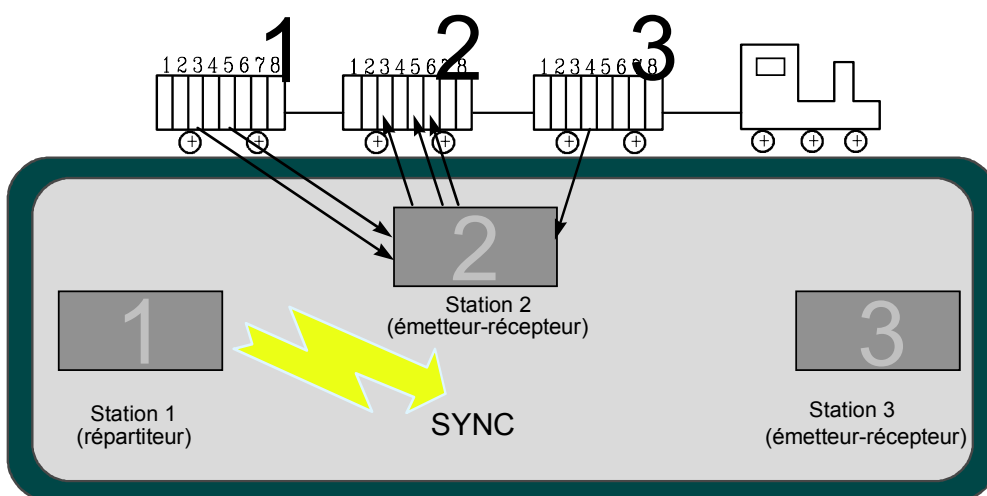 1 2 3
12345678 12345678 12345678
2
Station 2
(émetteur-récepteur)
1
3
Station 1
(répartiteur)
SYNC
Station 3
(émetteur-récepteur)